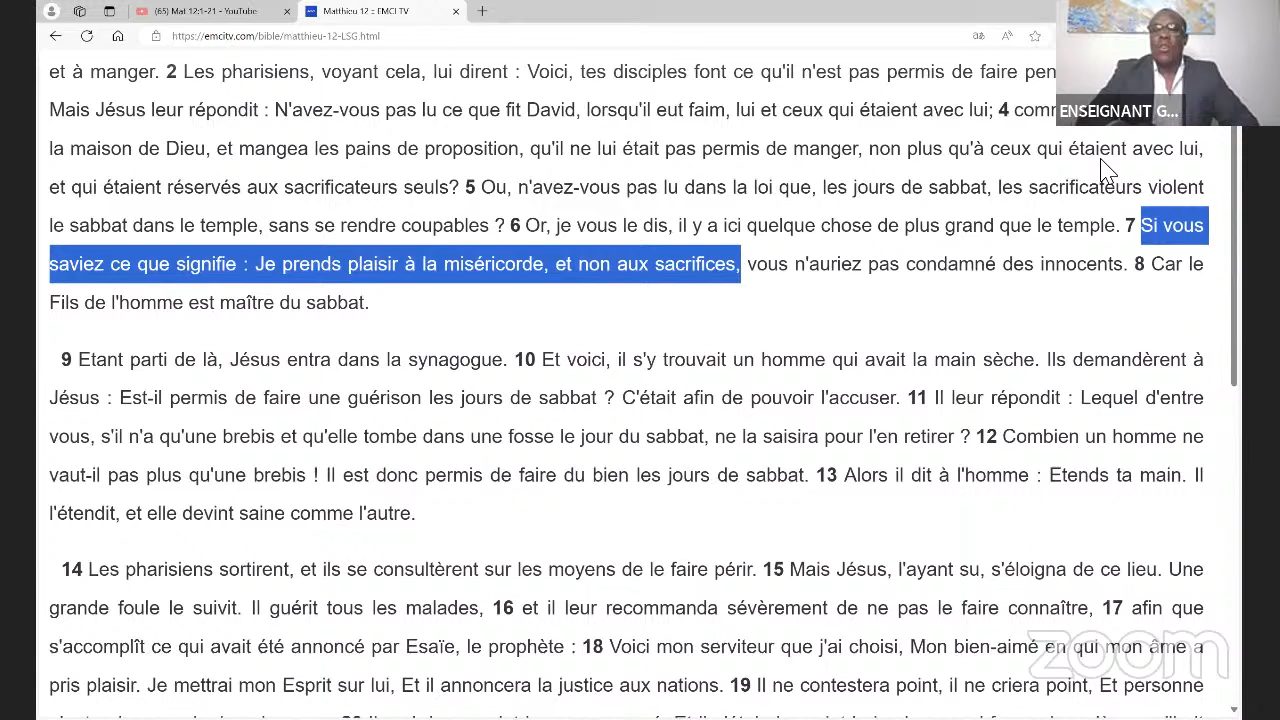 (65) Mat 12:1-21 - YouTube
Matthieu 12 :: EMCI TV
https://emcitv.com/bible/matthieu-12-LSG.html
et à manger. 2 Les pharisiens, voyant cela, lui dirent : Voici, tes disciples font ce qu'il n'est pas permis de faire
ENSEIGNANT G...
Mais Jésus leur répondit : N'avez-vous pas lu ce que fit David, lorsqu'il eut faim, lui et ceux qui étaient avec lui; 4
la maison de Dieu, et mangea les pains de proposition, qu'il ne lui était pas permis de manger, non plus qu'à ceux qui étaient avec lui,
et qui étaient réservés aux sacrificateurs seuls? 5 Ou, n'avez-vous pas lu dans la loi que, les jours de sabbat, les sacrificateurs violent
le sabbat dans le temple, sans se rendre coupables ? 6 Or, je vous le dis, il y a ici quelque chose de plus grand que le temple. 7 Si vous
saviez ce que signifie : Je prends plaisir à la miséricorde, et non aux sacrifices, vous n'auriez pas condamné des innocents. 8 Car le
Fils de l'homme est maître du sabbat.
9 Etant parti de là, Jésus entra dans la synagogue. 10 Et voici, il s'y trouvait un homme qui avait la main sèche. Ils demandèrent à
Jésus : Est-il permis de faire une guérison les jours de sabbat ? C'était afin de pouvoir l'accuser. 11 Il leur répondit : Lequel d'entre
vous, s'il n'a qu'une brebis et qu'elle tombe dans une fosse le jour du sabbat, ne la saisira pour l'en retirer ? 12 Combien un homme ne
vaut-il pas plus qu'une brebis ! Il est donc permis de faire du bien les jours de sabbat. 13 Alors il dit à l'homme : Etends ta main. Il
l'étendit, et elle devint saine comme l'autre.
14 Les pharisiens sortirent, et ils se consultèrent sur les moyens de le faire périr. 15 Mais Jésus, l'ayant su, s'éloigna de ce lieu. Une
grande foule le suivit. Il guérit tous les malades, 16 et il leur recommanda sévèrement de ne pas le faire connaître, 17 afin que
s'accomplît ce qui avait été annoncé par Esaïe, le prophète : 18 Voici mon serviteur que j'ai choisi, Mon bien-aimé en qui mon âme a
zoom
pris plaisir. Je mettrai mon Esprit sur lui, Et il annoncera la justice aux nations. 19 Il ne contestera point, il ne criera point, Et personne